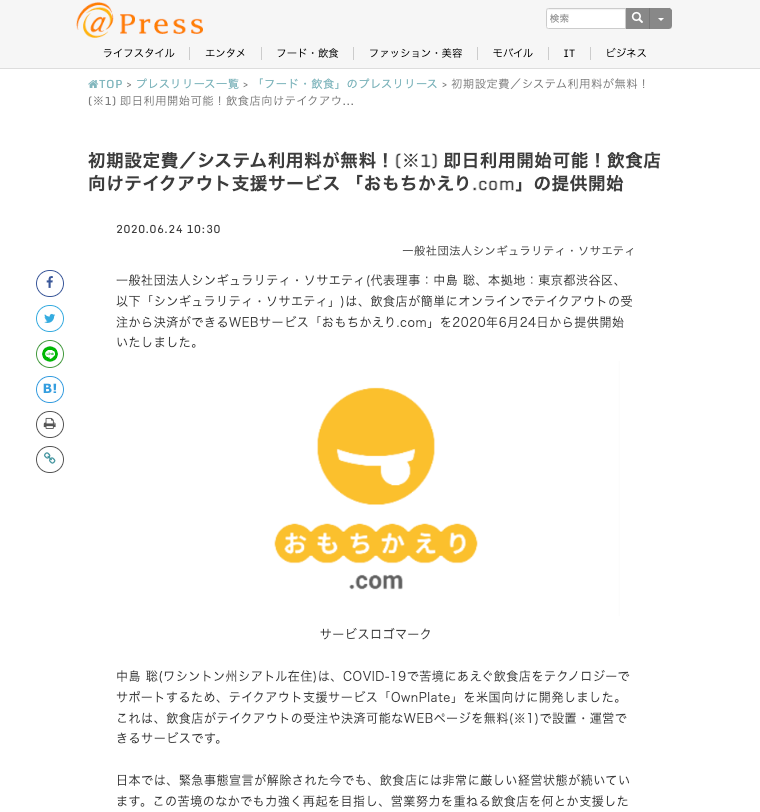 @Press
検索
ライフスタイル
エンタメ
フード・飲食
ファッション・美容
モバイル
IT
ビジネス
TOP > プレスリリース一覧 > 「フード・飲食」のプレスリリース > 初期設定費／システム利用料が無料！
(※1) 即日利用開始可能！飲食店向けテイクアウ...
初期設定費／システム利用料が無料！(※1) 即日利用開始可能！飲食店
向けテイクアウト支援サービス 「おもちかえり.com」の提供開始
2020.06.24 10:30
一般社団法人シンギュラリティ・ソサエティ
一般社団法人シンギュラリティ・ソサエティ(代表理事：中島 聡、本拠地：東京都渋谷区、
以下「シンギュラリティ・ソサエティ」)は、飲食店が簡単にオンラインでテイクアウトの受
注から決済ができるWEBサービス「おもちかえり.com」を2020年6月24日から提供開始
いたしました。
B!
おもちかえり
.com
サービスロゴマーク
中島 聡(ワシントン州シアトル在住)は、COVID-19で苦境にあえぐ飲食店をテクノロジーで
サポートするため、テイクアウト支援サービス「OwnPlate」を米国向けに開発しました。
これは、飲食店がテイクアウトの受注や決済可能なWEBページを無料(※1)で設置・運営で
きるサービスです。
日本では、緊急事態宣言が解除された今でも、飲食店には非常に厳しい経営状態が続いてい
ます。この苦境のなかでも力強く再起を目指し、営業努力を重ねる飲食店を何とか支援した